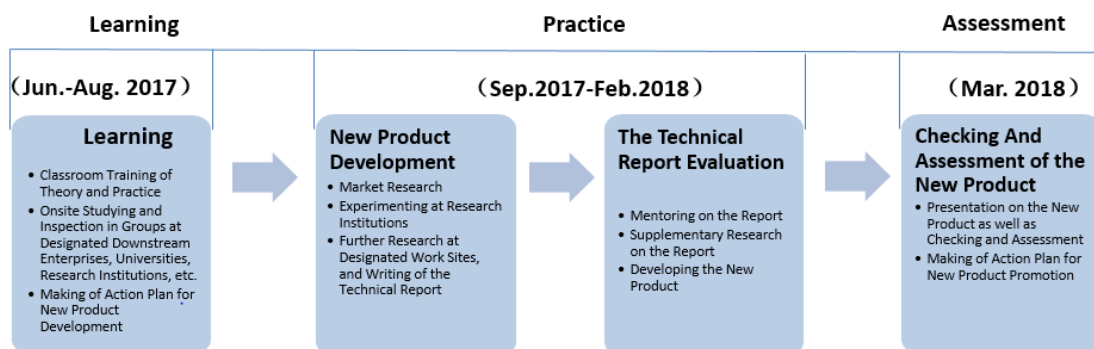 Learning
Practice
Assessment
（Jun.-Aug. 2017）
（Sep.2017-Feb.2018）
（Mar. 2018）
Learning
• Classroom Training of
Theory and Practice
• Onsite Studying and
Inspection in Groups at
Designated Downstream
Enterprises, Universities,
Research Institutions, etc.
• Making of Action Plan for
New Product
Development
New Product
Development
• Market Research
• Experimenting at Research
Institutions
• Further Research at
Designated Work Sites,
and Writing of the
Technical Report
The Technical
Report Evaluation
• Mentoring on the Report
• Supplementary Research
on the Report
• Developing the New
Product
Checking And
Assessment of the
New Product
• Presentation on the New
Product as well as
Checking and Assessment
• Making of Action Plan for
New Product Promotion